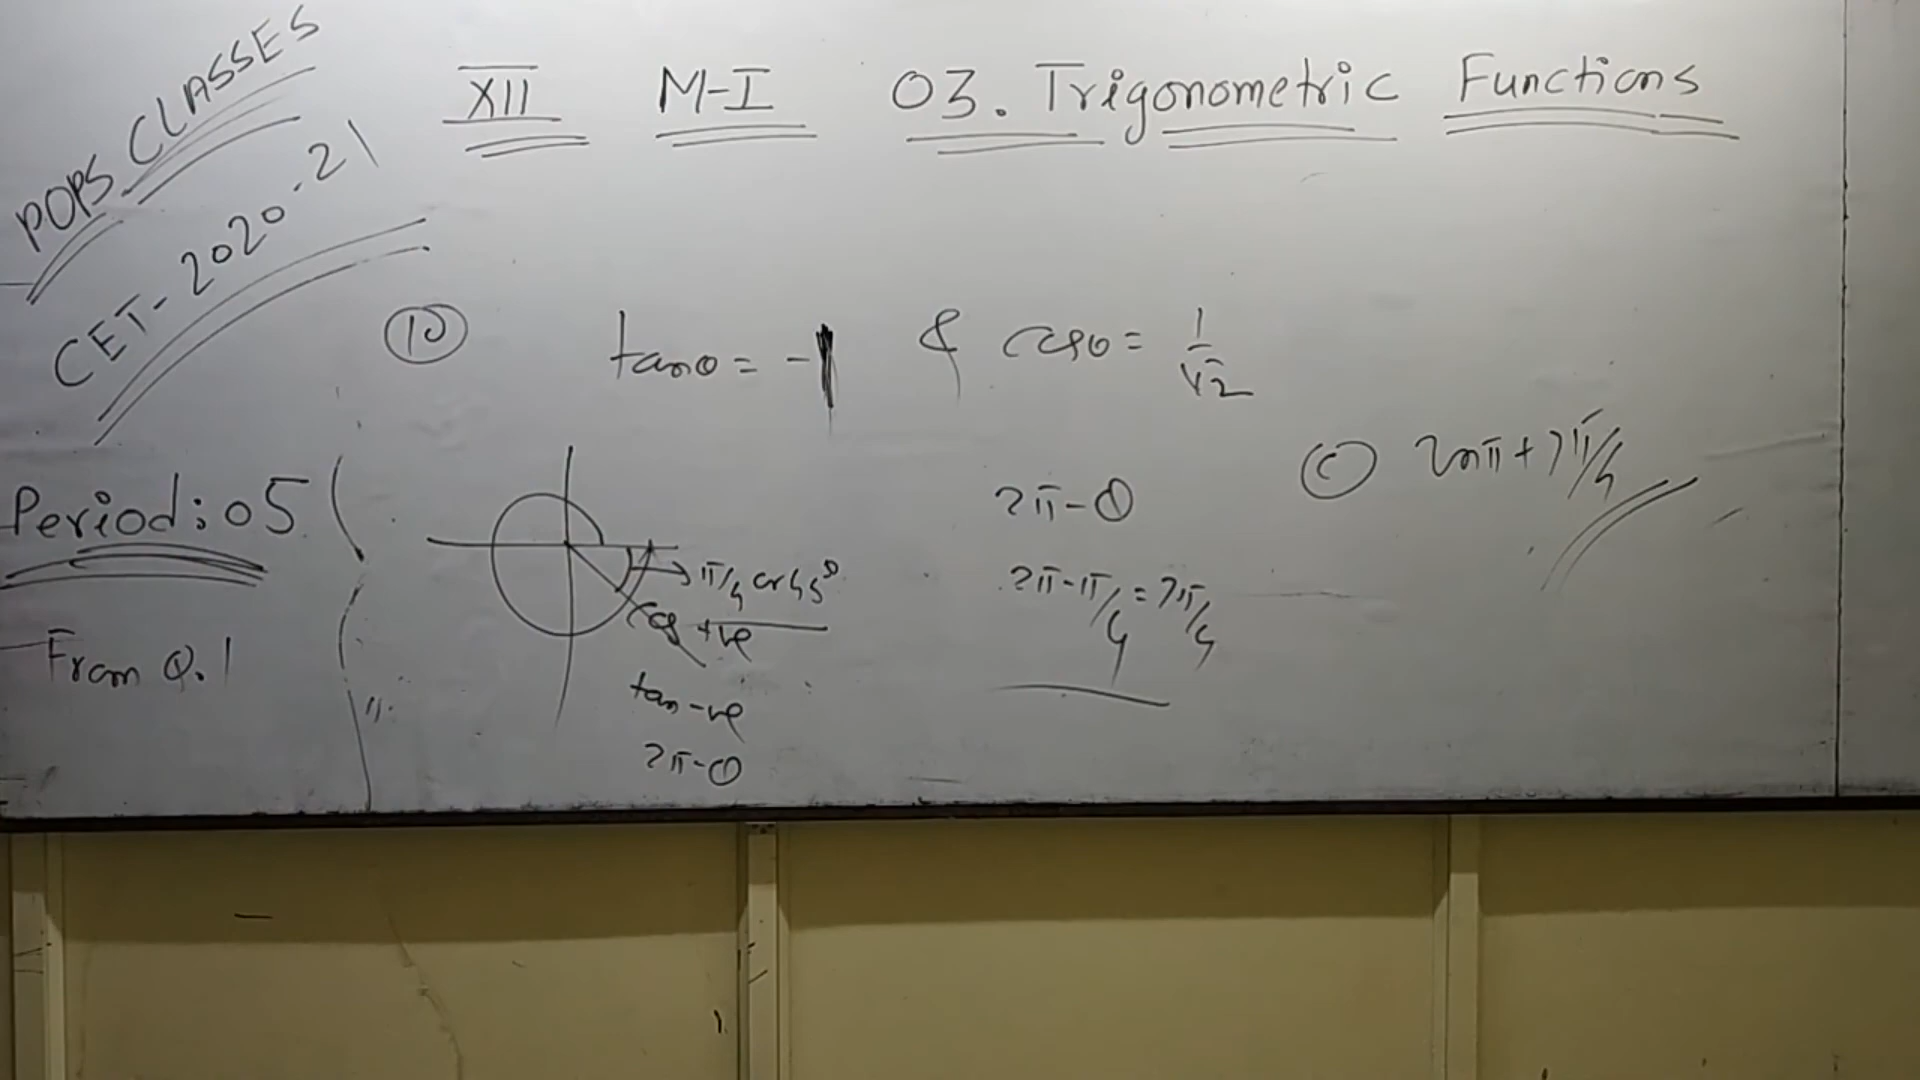 POPS CLASSES
CET-2020-21
XII M-I 03. Trigonometric Functions
Period: 05
From Q.1
10 tanθ = -1 & cosθ = 1/√2
π/4 or 45°
cos +ve
tan -ve
2π-θ
2π-θ
2π-π/4 = 7π/4
(c) 2nπ+7π/4